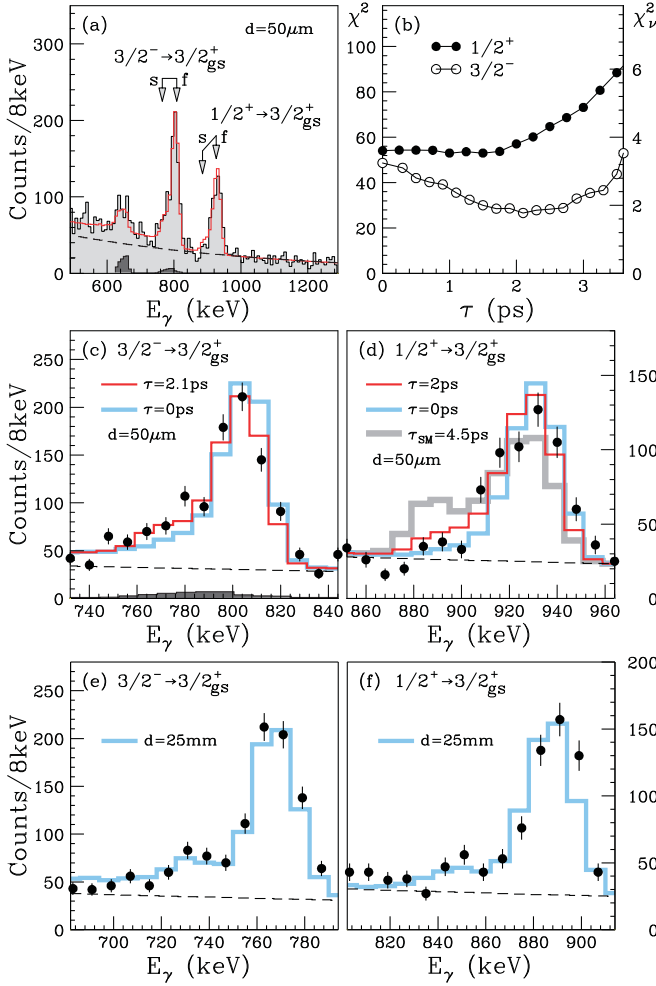 (a)
d=50μm
3/2⁻→3/2⁺gs
s f
1/2⁺→3/2⁺gs
s f
Counts/8keV
300
200
100
0
600 800 1000 1200
Eγ (keV)
χ² (b) χ²ν
1/2⁺
3/2⁻
100
80
60
40
20
0
8
6
4
2
0
0 1 2 3
τ (ps)
(c) 3/2⁻→3/2⁺gs
τ=2.1ps
τ=0ps
d=50μm
Counts/8keV
250
200
150
100
50
0
740 760 780 800 820 840
Eγ (keV)
(d) 1/2⁺→3/2⁺gs
τ=2ps
τ=0ps
τSM=4.5ps
d=50μm
150
100
50
0
860 880 900 920 940 960
Eγ (keV)
(e) 3/2⁻→3/2⁺gs
d=25mm
Counts/8keV
250
200
150
100
50
0
700 720 740 760 780
Eγ (keV)
(f) 1/2⁺→3/2⁺gs
d=25mm
200
150
100
50
0
820 840 860 880 900
Eγ (keV)